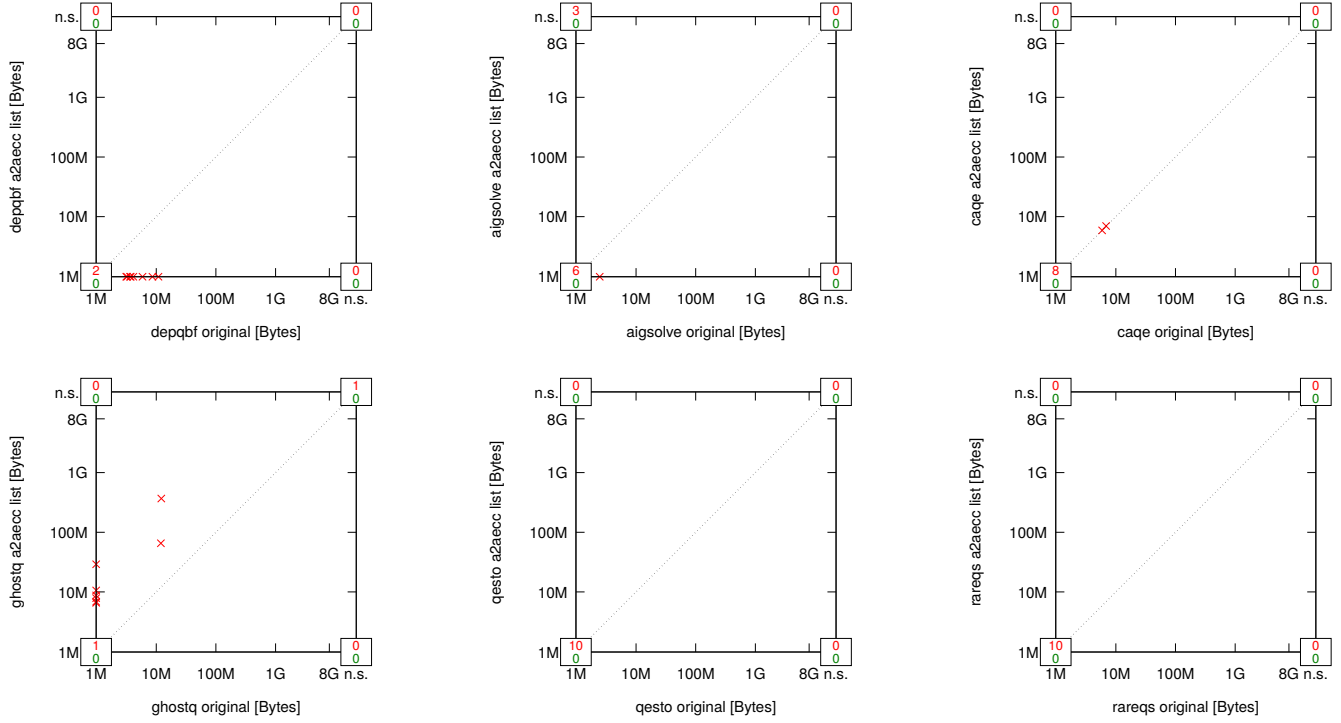 n.s. 0 0
0 0
8G
1G
100M
10M
1M 2 0
0 0
1M 10M 100M 1G 8G n.s.
depqbf a2aecc list [Bytes]
depqbf original [Bytes]
n.s. 3 0
0 0
8G
1G
100M
10M
1M 6 0
0 0
1M 10M 100M 1G 8G n.s.
aigsolve a2aecc list [Bytes]
aigsolve original [Bytes]
n.s. 0 0
0 0
8G
1G
100M
10M
1M 8 0
0 0
1M 10M 100M 1G 8G n.s.
caqe a2aecc list [Bytes]
caqe original [Bytes]
n.s. 0 1
0 0
8G
1G
100M
10M
1M 1 0
0 0
1M 10M 100M 1G 8G n.s.
ghostq a2aecc list [Bytes]
ghostq original [Bytes]
n.s. 0 0
0 0
8G
1G
100M
10M
1M 10 0
0 0
1M 10M 100M 1G 8G n.s.
qesto a2aecc list [Bytes]
qesto original [Bytes]
n.s. 0 0
0 0
8G
1G
100M
10M
1M 10 0
0 0
1M 10M 100M 1G 8G n.s.
rareqs a2aecc list [Bytes]
rareqs original [Bytes]